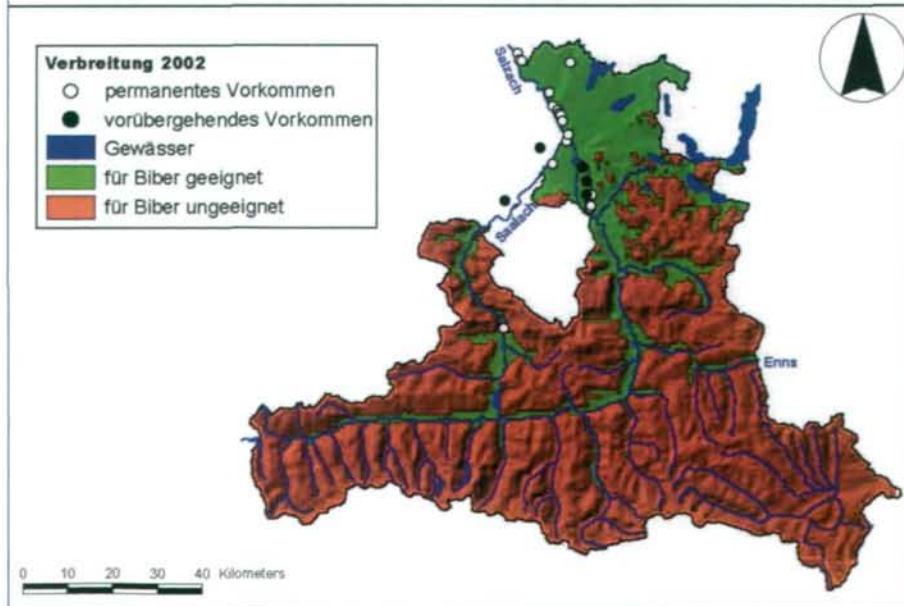 Verbreitung 2002
permanentes Vorkommen
vorübergehendes Vorkommen
Gewässer
für Biber geeignet
für Biber ungeeignet
Salzach
Saalach
Enns
0 10 20 30 40 Kilometers